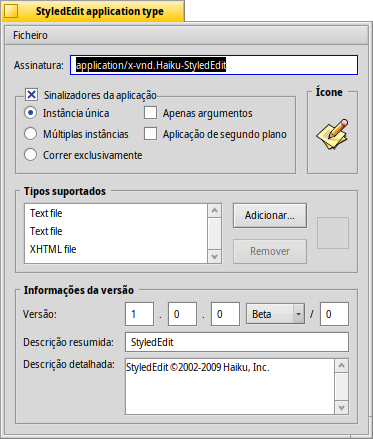 StyledEdit application type
Ficheiro
Assinatura: application/x-vnd.Haiku-StyledEdit
Sinalizadores da aplicação
Ícone
Instância única Apenas argumentos
Múltiplas instâncias Aplicação de segundo plano
Correr exclusivamente
Tipos suportados
Text file
Text file
XHTML file
Adicionar...
Remover
Informações da versão
Versão: 1 . 0 . 0 Beta / 0
Descrição resumida: StyledEdit
Descrição detalhada: StyledEdit ©2002-2009 Haiku, Inc.